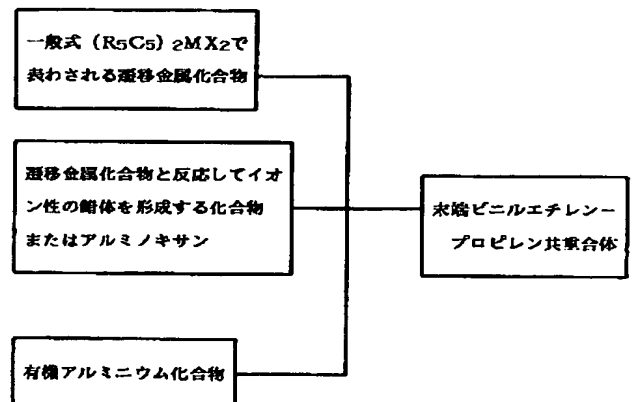 一般式(R5C5)2MX2で
表わされる遷移金属化合物
遷移金属化合物と反応してイオ
ン性の錯体を形成する化合物
またはアルミノキサン
末端ビニルエチレン－
プロピレン共重合体
有機アルミニウム化合物